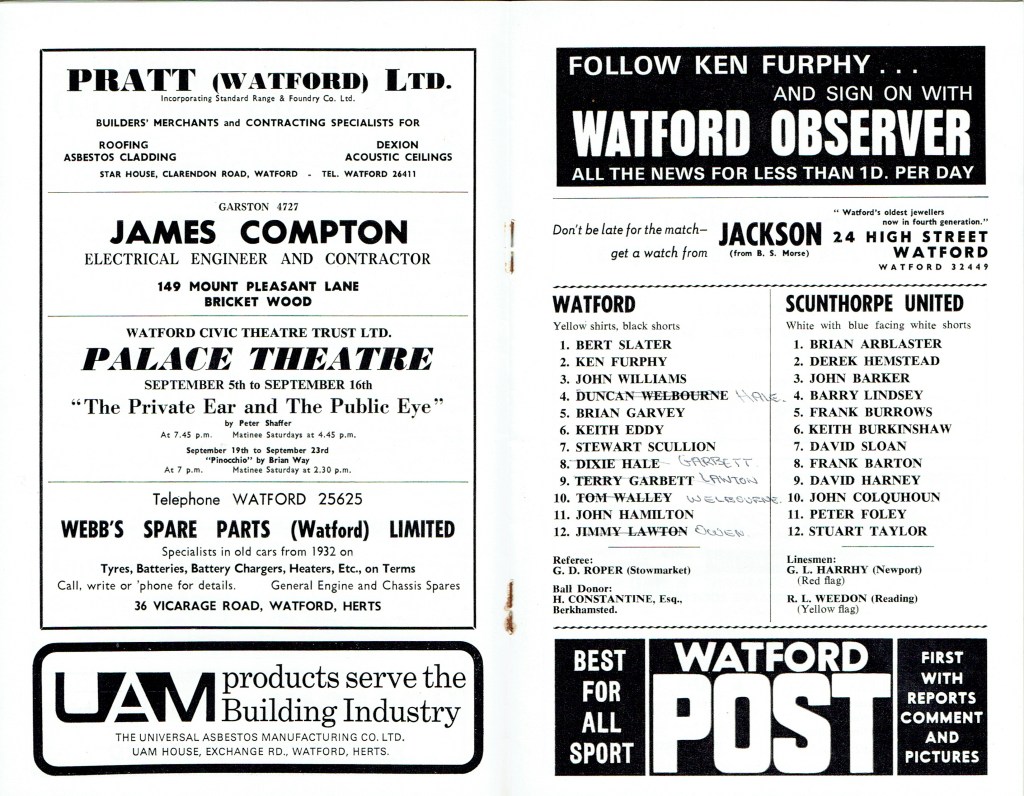 PRATT (WATFORD) LTD.
Incorporating Standard Range & Foundry Co. Ltd.
BUILDERS' MERCHANTS and CONTRACTING SPECIALISTS FOR
ROOFING DEXION
ASBESTOS CLADDING ACOUSTIC CEILINGS
STAR HOUSE, CLARENDON ROAD, WATFORD - TEL. WATFORD 26411
GARSTON 4727
JAMES COMPTON
ELECTRICAL ENGINEER AND CONTRACTOR
149 MOUNT PLEASANT LANE
BRICKET WOOD
WATFORD CIVIC THEATRE TRUST LTD.
PALACE THEATRE
SEPTEMBER 5th to SEPTEMBER 16th
"The Private Ear and The Public Eye"
by Peter Shaffer
At 7.45 p.m. Matinee Saturdays at 4.45 p.m.
September 19th to September 23rd
"Pinocchio" by Brian Way
At 7 p.m. Matinee Saturday at 2.30 p.m.
Telephone WATFORD 25625
WEBB'S SPARE PARTS (Watford) LIMITED
Specialists in old cars from 1932 on
Tyres, Batteries, Battery Chargers, Heaters, Etc., on Terms
Call, write or 'phone for details. General Engine and Chassis Spares
36 VICARAGE ROAD, WATFORD, HERTS
UAM products serve the
Building Industry
THE UNIVERSAL ASBESTOS MANUFACTURING CO. LTD.
UAM HOUSE, EXCHANGE RD., WATFORD, HERTS.
FOLLOW KEN FURPHY . . .
AND SIGN ON WITH
WATFORD OBSERVER
ALL THE NEWS FOR LESS THAN 1D. PER DAY
Don't be late for the match—
get a watch from
JACKSON
(from B. S. Morse)
"Watford's oldest jewellers
now in fourth generation."
24 HIGH STREET
WATFORD
WATFORD 32449
WATFORD
Yellow shirts, black shorts
1. BERT SLATER
2. KEN FURPHY
3. JOHN WILLIAMS
4. DUNCAN WELBOURNE HALE.
5. BRIAN GARVEY
6. KEITH EDDY
7. STEWART SCULLION
8. DIXIE HALE GARBETT
9. TERRY GARBETT LAWTON
10. TOM WALLEY WELBOURNE
11. JOHN HAMILTON
12. JIMMY LAWTON OWEN
Referee:
G. D. ROPER (Stowmarket)
Ball Donor:
H. CONSTANTINE, Esq.,
Berkhamsted.
SCUNTHORPE UNITED
White with blue facing white shorts
1. BRIAN ARBLASTER
2. DEREK HEMSTEAD
3. JOHN BARKER
4. BARRY LINDSEY
5. FRANK BURROWS
6. KEITH BURKINSHAW
7. DAVID SLOAN
8. FRANK BARTON
9. DAVID HARNEY
10. JOHN COLQUHOUN
11. PETER FOLEY
12. STUART TAYLOR
Linesmen:
G. L. HARRHY (Newport)
(Red flag)
R. L. WEEDON (Reading)
(Yellow flag)
BEST
FOR
ALL
SPORT
WATFORD
POST
FIRST
WITH
REPORTS
COMMENT
AND
PICTURES